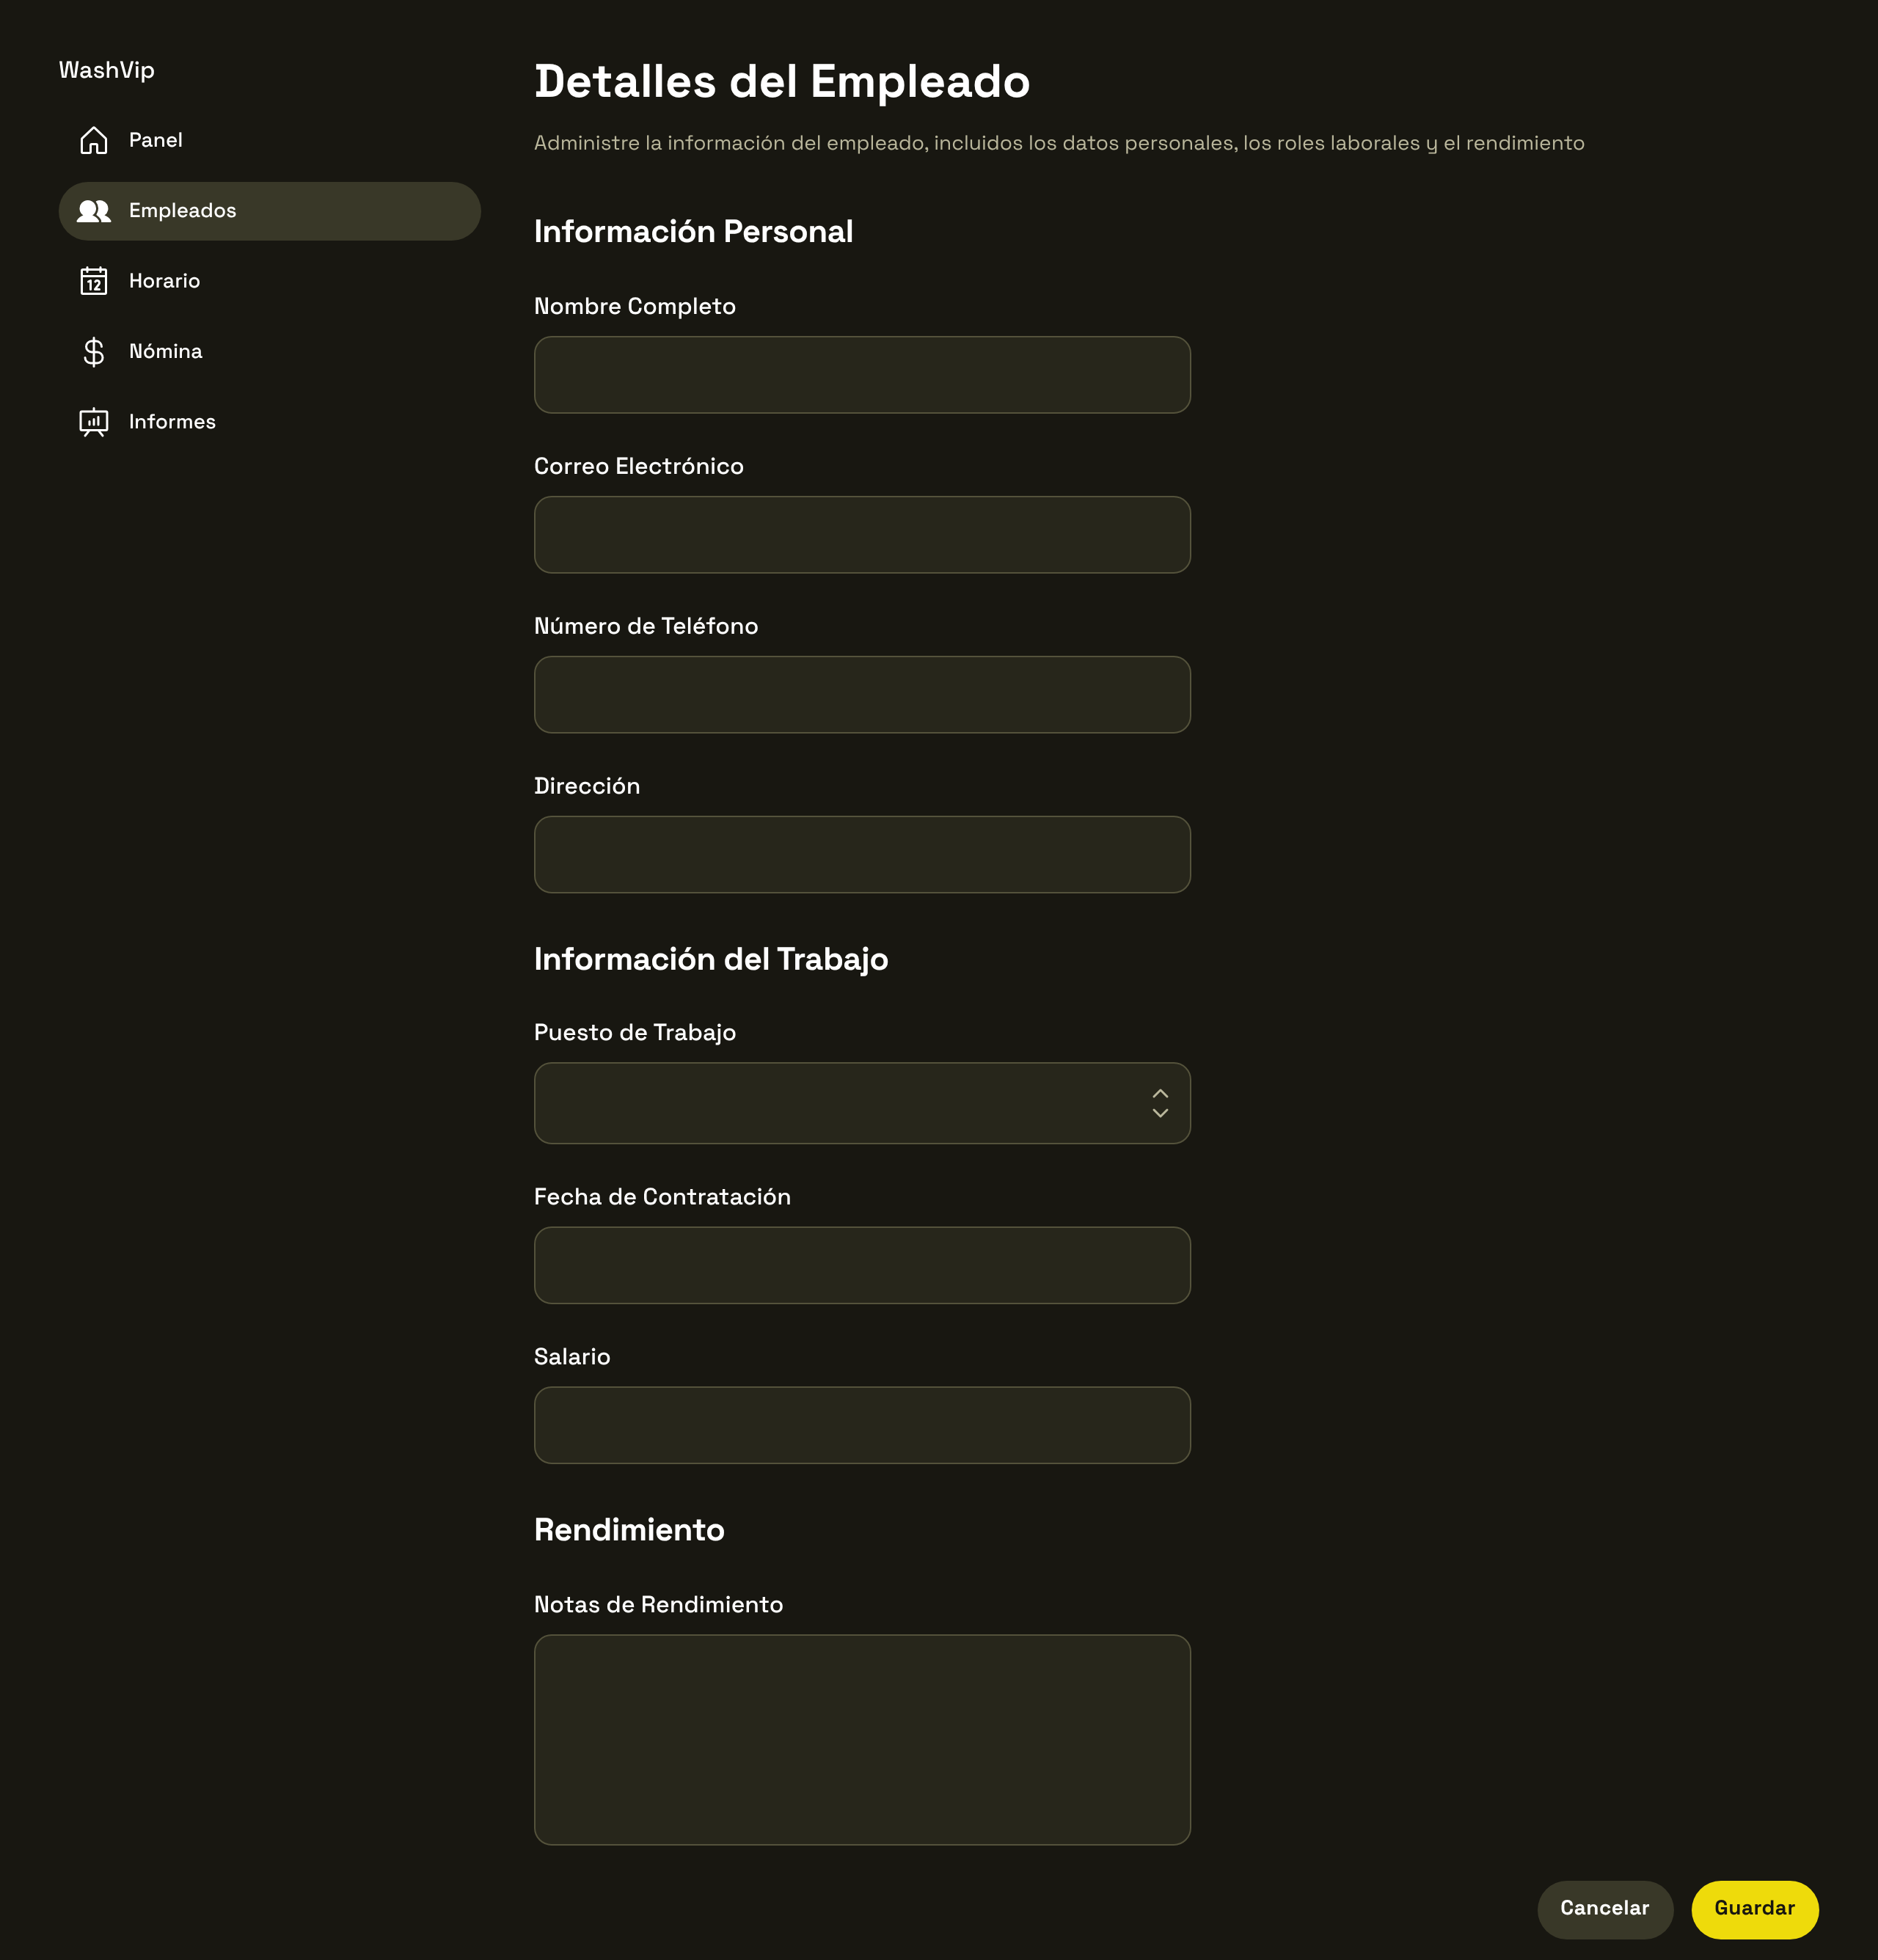 WashVip
Panel
Empleados
12
Horario
Nómina
Informes
Detalles del Empleado
Administre la información del empleado, incluidos los datos personales, los roles laborales y el rendimiento
Información Personal
Nombre Completo
Correo Electrónico
Número de Teléfono
Dirección
Información del Trabajo
Puesto de Trabajo
Fecha de Contratación
Salario
Rendimiento
Notas de Rendimiento
Cancelar
Guardar